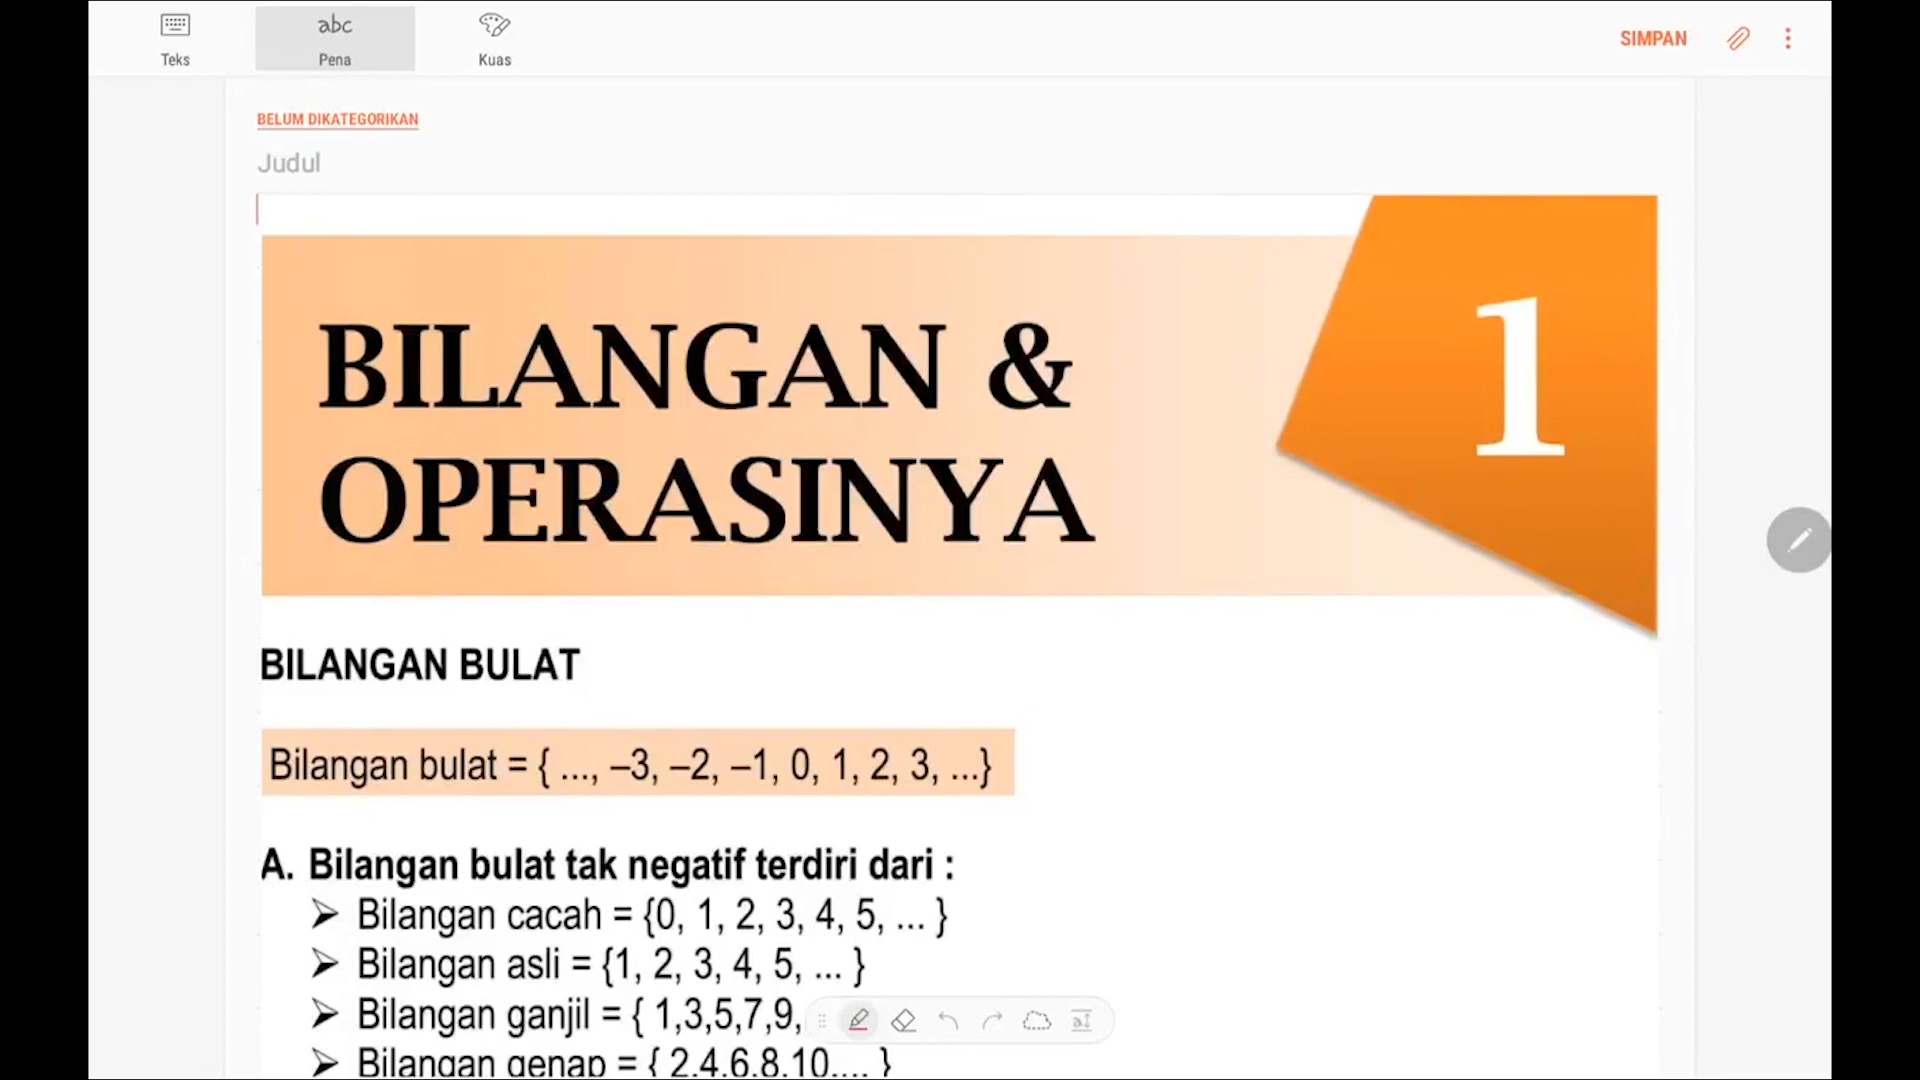 Teks
abc
Pena
Kuas
SIMPAN
BELUM DIKATEGORIKAN
Judul
BILANGAN &
OPERASINYA
1
BILANGAN BULAT
Bilangan bulat = { ..., –3, –2, –1, 0, 1, 2, 3, ...}
A. Bilangan bulat tak negatif terdiri dari :
➢ Bilangan cacah = {0, 1, 2, 3, 4, 5, ... }
➢ Bilangan asli = {1, 2, 3, 4, 5, ... }
➢ Bilangan ganjil = { 1,3,5,7,9,
➢ Bilangan genap = { 2,4,6,8,10,... }